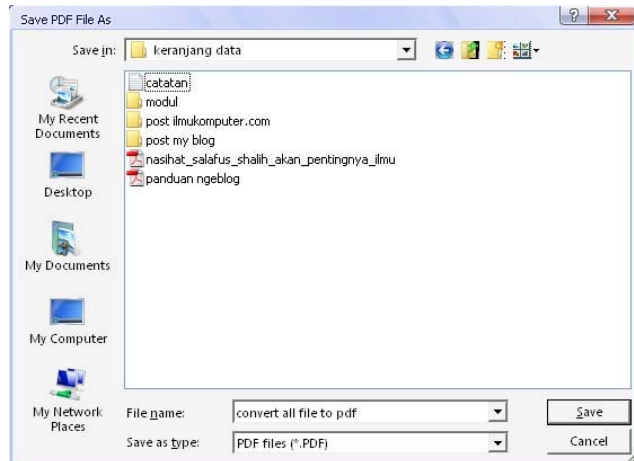 Save PDF File As
Save in:
keranjang data
My Recent
Documents
Desktop
My Documents
My Computer
My Network
Places
catatan
modul
post ilmukomputer.com
post my blog
nasihat_salafus_shalih_akan_pentingnya_ilmu
panduan ngeblog
File name:
convert all file to pdf
Save
Save as type:
PDF files (*.PDF)
Cancel